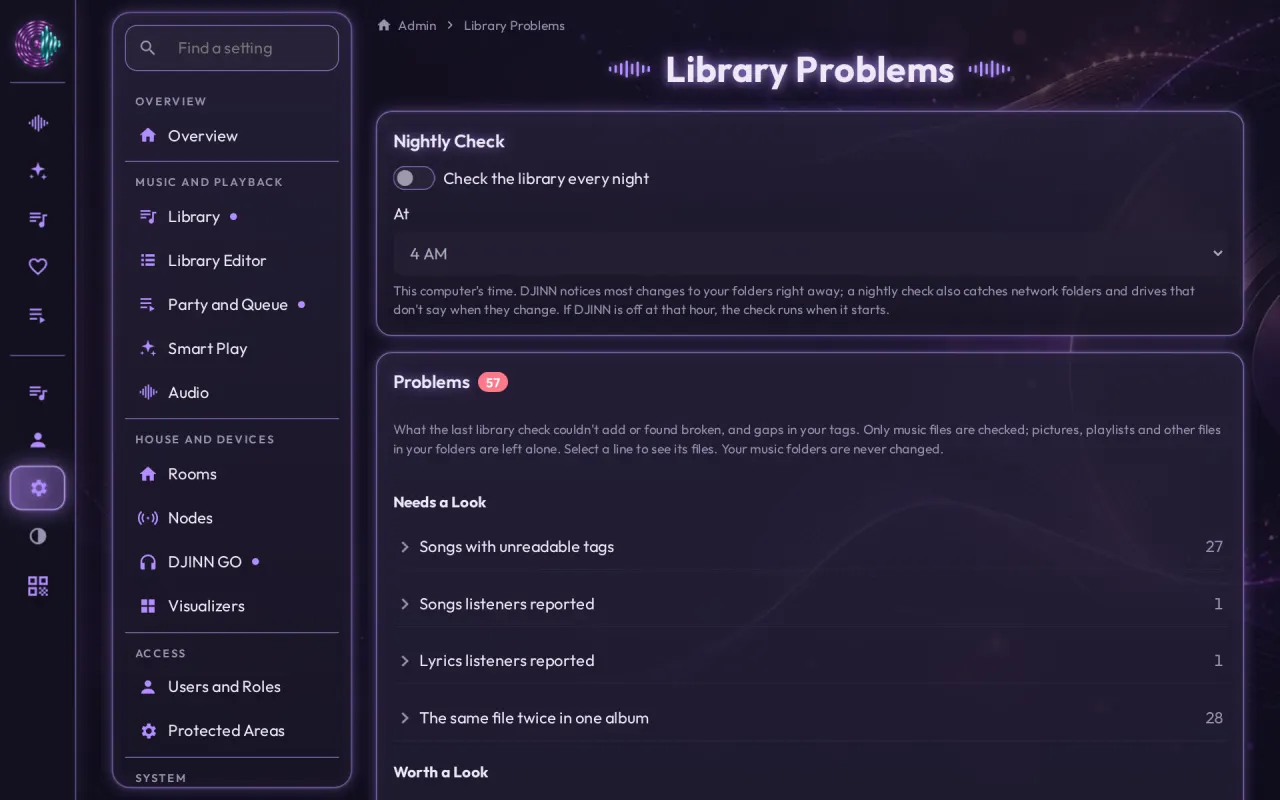 Admin
Library Problems
Find a setting
Library Problems
OVERVIEW
Overview
MUSIC AND PLAYBACK
Library
Library Editor
Party and Queue
Smart Play
Audio
HOUSE AND DEVICES
Rooms
Nodes
DJINN GO
Visualizers
ACCESS
Users and Roles
Protected Areas
SYSTEM
Nightly Check
Check the library every night
At
4 AM
This computer's time. DJINN notices most changes to your folders right away; a nightly check also catches network folders and drives that
don't say when they change. If DJINN is off at that hour, the check runs when it starts.
Problems 57
What the last library check couldn't add or found broken, and gaps in your tags. Only music files are checked; pictures, playlists and other files
in your folders are left alone. Select a line to see its files. Your music folders are never changed.
Needs a Look
Songs with unreadable tags 27
Songs listeners reported 1
Lyrics listeners reported 1
The same file twice in one album 28
Worth a Look